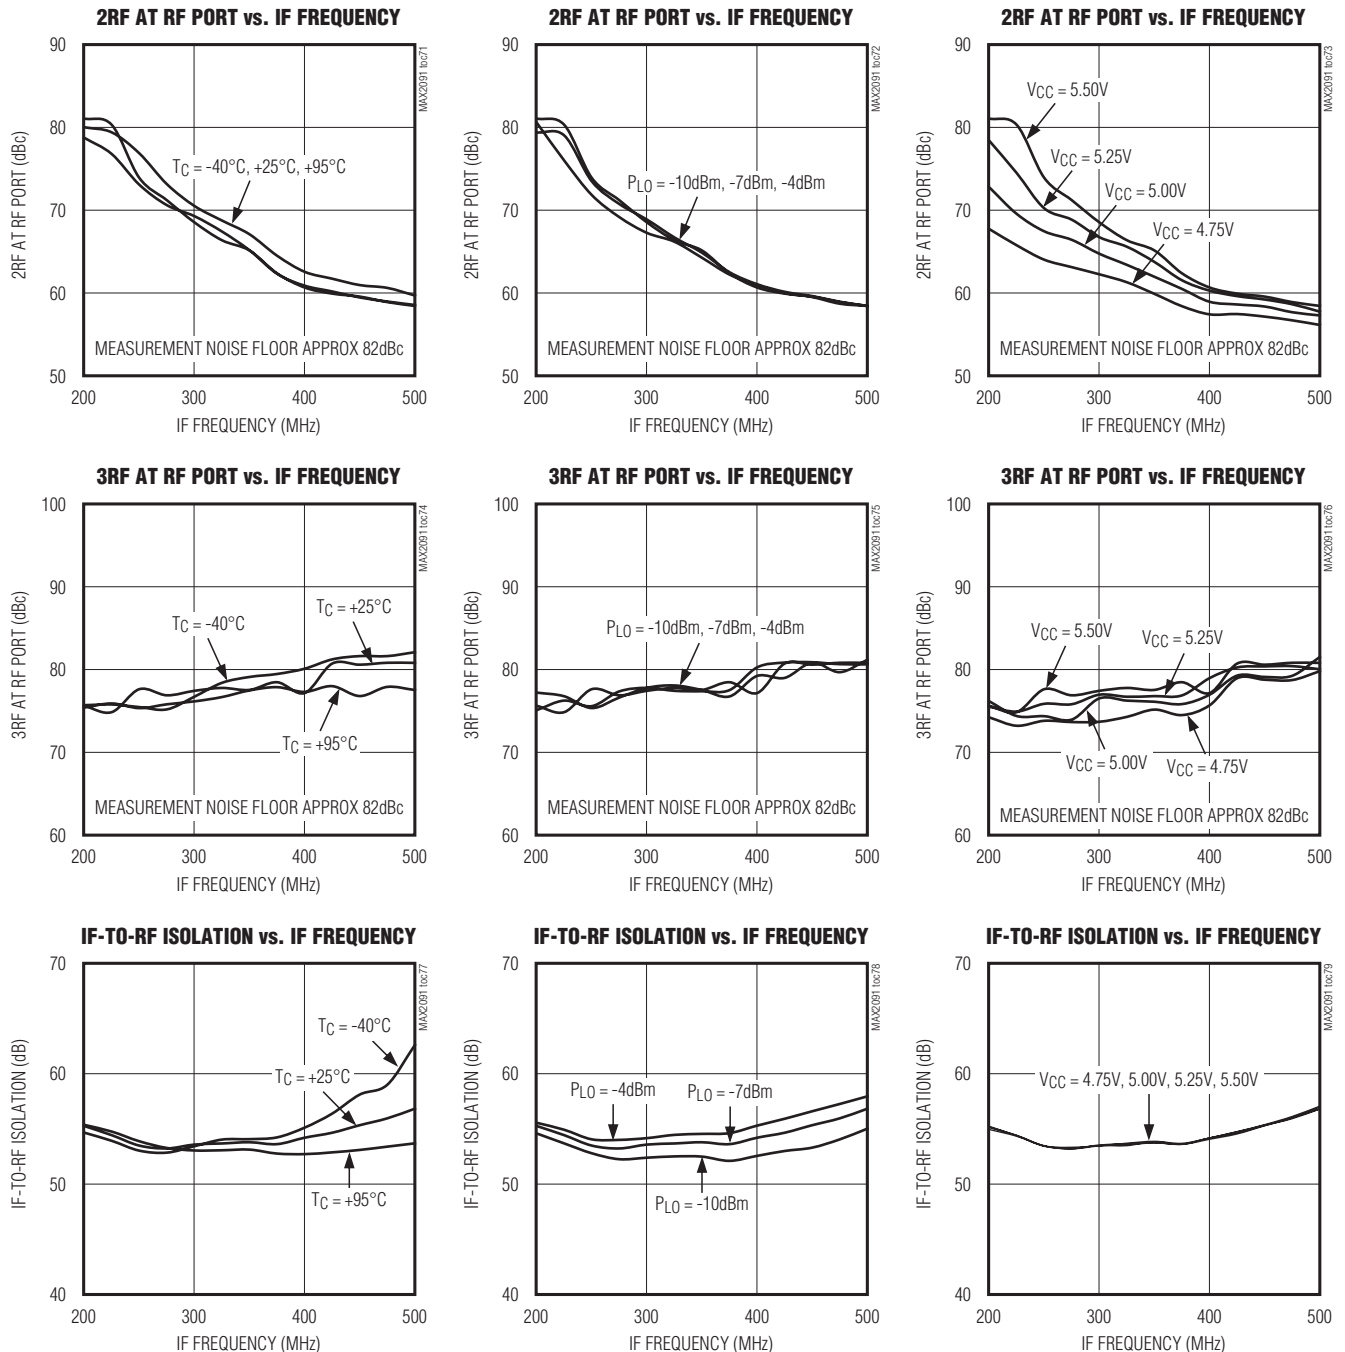 2RF AT RF PORT vs. IF FREQUENCY
MAX2091 toc71
2RF AT RF PORT (dBc)
90
80
70
60
50
TC = -40°C, +25°C, +95°C
MEASUREMENT NOISE FLOOR APPROX 82dBc
200 300 400 500
IF FREQUENCY (MHz)
2RF AT RF PORT vs. IF FREQUENCY
MAX2091 toc72
2RF AT RF PORT (dBc)
90
80
70
60
50
PLO = -10dBm, -7dBm, -4dBm
MEASUREMENT NOISE FLOOR APPROX 82dBc
200 300 400 500
IF FREQUENCY (MHz)
2RF AT RF PORT vs. IF FREQUENCY
MAX2091 toc73
2RF AT RF PORT (dBc)
90
80
70
60
50
VCC = 5.50V
VCC = 5.25V
VCC = 5.00V
VCC = 4.75V
MEASUREMENT NOISE FLOOR APPROX 82dBc
200 300 400 500
IF FREQUENCY (MHz)
3RF AT RF PORT vs. IF FREQUENCY
MAX2091 toc74
3RF AT RF PORT (dBc)
100
90
80
70
60
TC = +25°C
TC = -40°C
TC = +95°C
MEASUREMENT NOISE FLOOR APPROX 82dBc
200 300 400 500
IF FREQUENCY (MHz)
3RF AT RF PORT vs. IF FREQUENCY
MAX2091 toc75
3RF AT RF PORT (dBc)
100
90
80
70
60
PLO = -10dBm, -7dBm, -4dBm
MEASUREMENT NOISE FLOOR APPROX 82dBc
200 300 400 500
IF FREQUENCY (MHz)
3RF AT RF PORT vs. IF FREQUENCY
MAX2091 toc76
3RF AT RF PORT (dBc)
100
90
80
70
60
VCC = 5.50V
VCC = 5.25V
VCC = 5.00V
VCC = 4.75V
MEASUREMENT NOISE FLOOR APPROX 82dBc
200 300 400 500
IF FREQUENCY (MHz)
IF-TO-RF ISOLATION vs. IF FREQUENCY
MAX2091 toc77
IF-TO-RF ISOLATION (dB)
70
60
50
40
TC = -40°C
TC = +25°C
TC = +95°C
200 300 400 500
IF FREQUENCY (MHz)
IF-TO-RF ISOLATION vs. IF FREQUENCY
MAX2091 toc78
IF-TO-RF ISOLATION (dB)
70
60
50
40
PLO = -4dBm
PLO = -7dBm
PLO = -10dBm
200 300 400 500
IF FREQUENCY (MHz)
IF-TO-RF ISOLATION vs. IF FREQUENCY
MAX2091 toc79
IF-TO-RF ISOLATION (dB)
70
60
50
40
VCC = 4.75V, 5.00V, 5.25V, 5.50V
200 300 400 500
IF FREQUENCY (MHz)